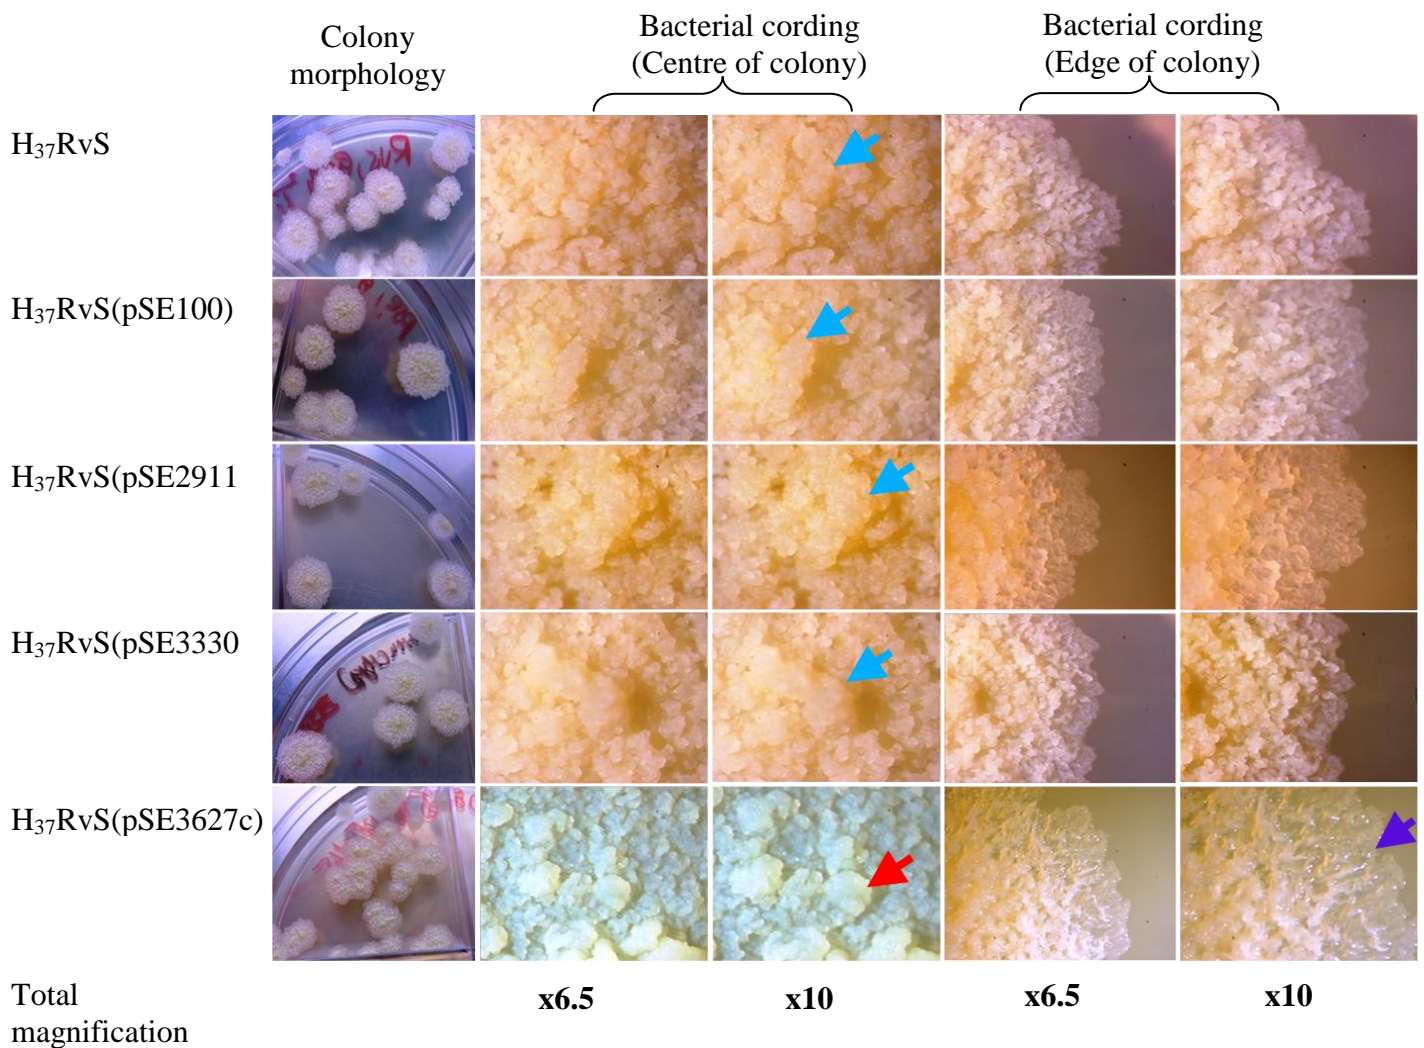 Colony
morphology
Bacterial cording
(Centre of colony)
Bacterial cording
(Edge of colony)
H₃₇RvS
H₃₇RvS(pSE100)
H₃₇RvS(pSE2911
H₃₇RvS(pSE3330
H₃₇RvS(pSE3627c)
Total
magnification
x6.5
x10
x6.5
x10